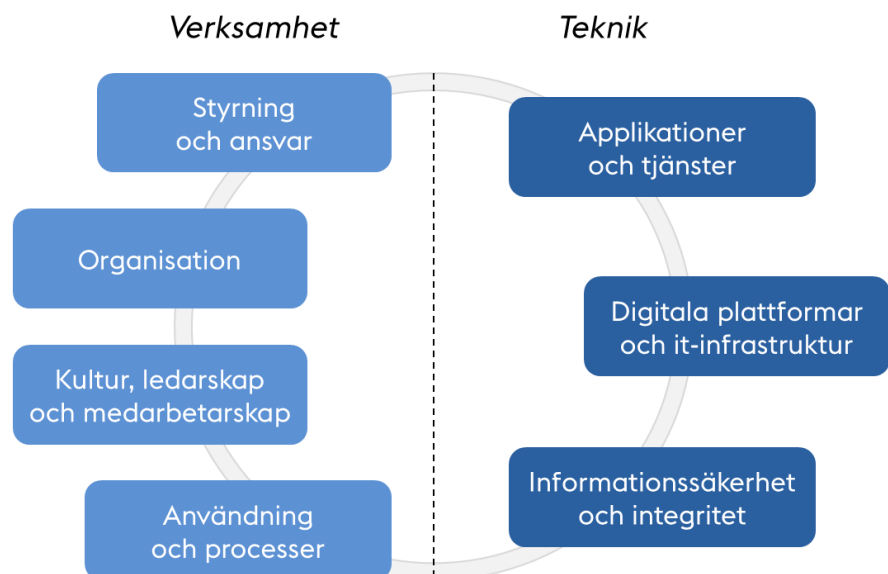 Verksamhet
Teknik
Styrning
och ansvar
Organisation
Kultur, ledarskap
och medarbetarskap
Användning
och processer
Applikationer
och tjänster
Digitala plattformar
och it-infrastruktur
Informationssäkerhet
och integritet